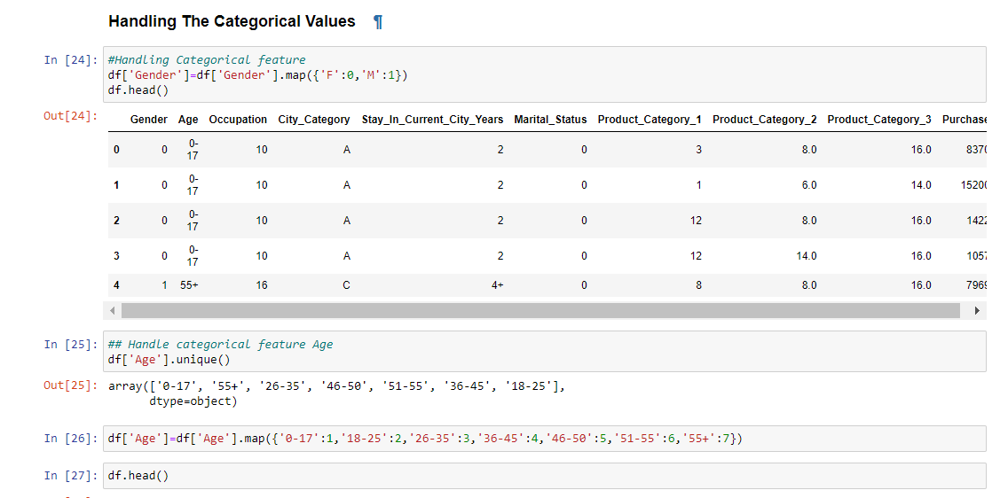 Handling The Categorical Values ¶
In [24]: #Handling Categorical feature
df['Gender']=df['Gender'].map({'F':0,'M':1})
df.head()
Out[24]:
Gender Age Occupation City_Category Stay_In_Current_City_Years Marital_Status Product_Category_1 Product_Category_2 Product_Category_3 Purchase
0 0 0-17 10 A 2 0 3 8.0 16.0 8370
1 0 0-17 10 A 2 0 1 6.0 14.0 15200
2 0 0-17 10 A 2 0 12 8.0 16.0 1422
3 0 0-17 10 A 2 0 12 14.0 16.0 1057
4 1 55+ 16 C 4+ 0 8 8.0 16.0 7969
In [25]: ## Handle categorical feature Age
df['Age'].unique()
Out[25]: array(['0-17', '55+', '26-35', '46-50', '51-55', '36-45', '18-25'],
dtype=object)
In [26]: df['Age']=df['Age'].map({'0-17':1,'18-25':2,'26-35':3,'36-45':4,'46-50':5,'51-55':6,'55+':7})
In [27]: df.head()